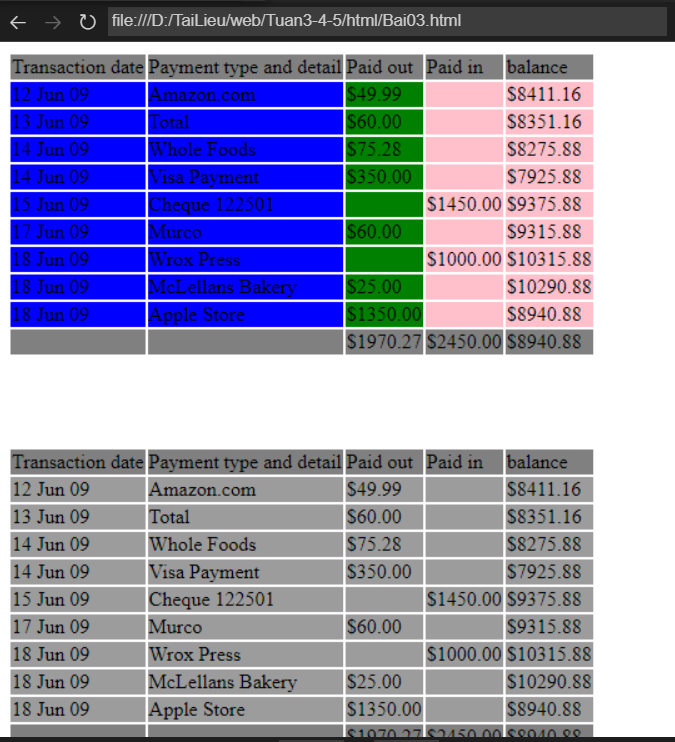 file:///D:/TaiLieu/web/Tuan3-4-5/html/Bai03.html
Transaction date Payment type and detail Paid out Paid in balance
12 Jun 09 Amazon.com $49.99 $8411.16
13 Jun 09 Total $60.00 $8351.16
14 Jun 09 Whole Foods $75.28 $8275.88
14 Jun 09 Visa Payment $350.00 $7925.88
15 Jun 09 Cheque 122501 $1450.00 $9375.88
17 Jun 09 Murco $60.00 $9315.88
18 Jun 09 Wrox Press $1000.00 $10315.88
18 Jun 09 McLellans Bakery $25.00 $10290.88
18 Jun 09 Apple Store $1350.00 $8940.88
$1970.27 $2450.00 $8940.88
Transaction date Payment type and detail Paid out Paid in balance
12 Jun 09 Amazon.com $49.99 $8411.16
13 Jun 09 Total $60.00 $8351.16
14 Jun 09 Whole Foods $75.28 $8275.88
14 Jun 09 Visa Payment $350.00 $7925.88
15 Jun 09 Cheque 122501 $1450.00 $9375.88
17 Jun 09 Murco $60.00 $9315.88
18 Jun 09 Wrox Press $1000.00 $10315.88
18 Jun 09 McLellans Bakery $25.00 $10290.88
18 Jun 09 Apple Store $1350.00 $8940.88
$1970.27 $2450.00 $8940.88